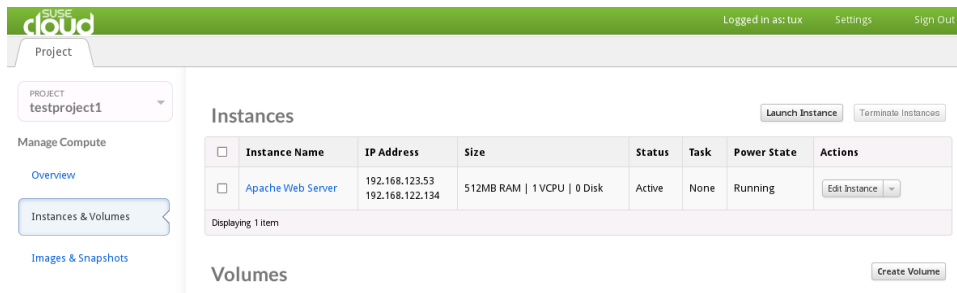 SUSE
cloud
Logged in as: tux Settings Sign Out
Project
PROJECT
testproject1
Manage Compute
Overview
Instances & Volumes
Images & Snapshots
Instances
Launch Instance Terminate Instances
Instance Name IP Address Size Status Task Power State Actions
Apache Web Server 192.168.123.53 512MB RAM | 1 VCPU | 0 Disk Active None Running Edit Instance
192.168.122.134
Displaying 1 item
Volumes
Create Volume